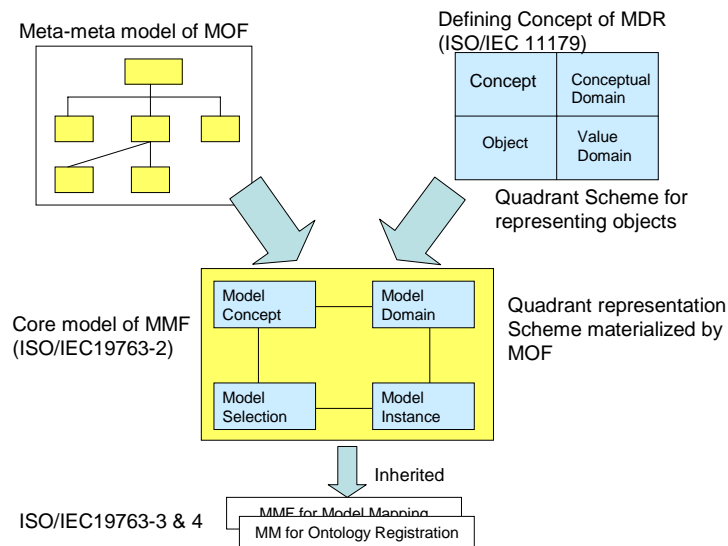 Meta-meta model of MOF
Defining Concept of MDR
(ISO/IEC 11179)
Concept
Conceptual
Domain
Object
Value
Domain
Quadrant Scheme for
representing objects
Core model of MMF
(ISO/IEC19763-2)
Model
Concept
Model
Domain
Model
Selection
Model
Instance
Quadrant representation
Scheme materialized by
MOF
Inherited
ISO/IEC19763-3 & 4
MMF for Model Mapping
MM for Ontology Registration